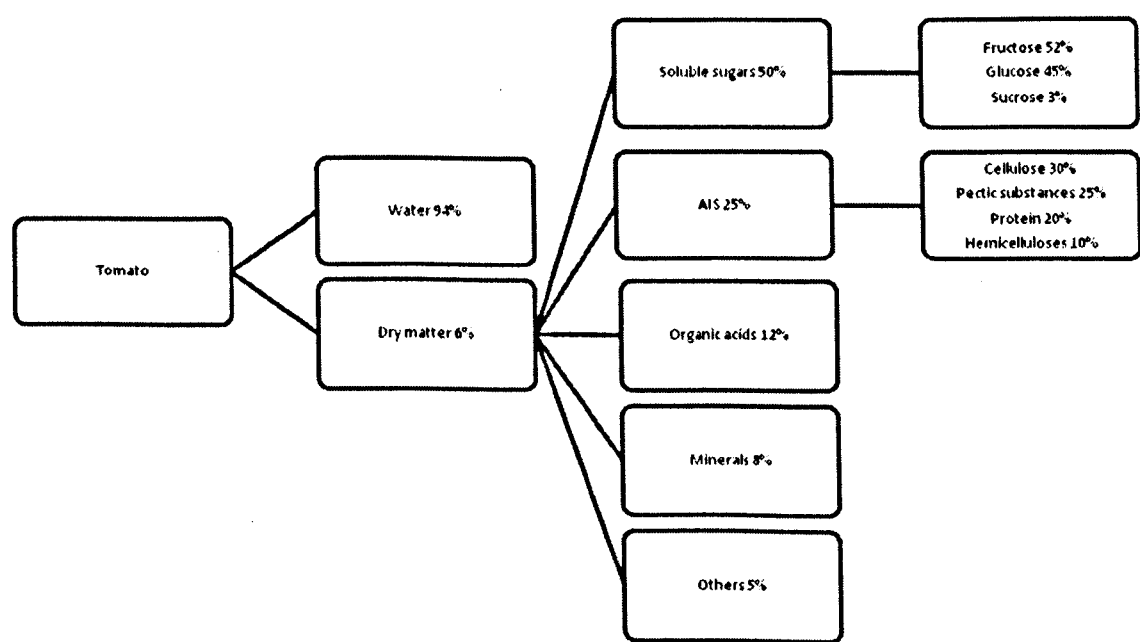 Tomato
Water 94%
Dry matter 6%
Soluble sugars 50%
AIS 25%
Organic acids 12%
Minerals 8%
Others 5%
Fructose 52%
Glucose 45%
Sucrose 3%
Cellulose 30%
Pectic substances 25%
Protein 20%
Hemicelluloses 10%